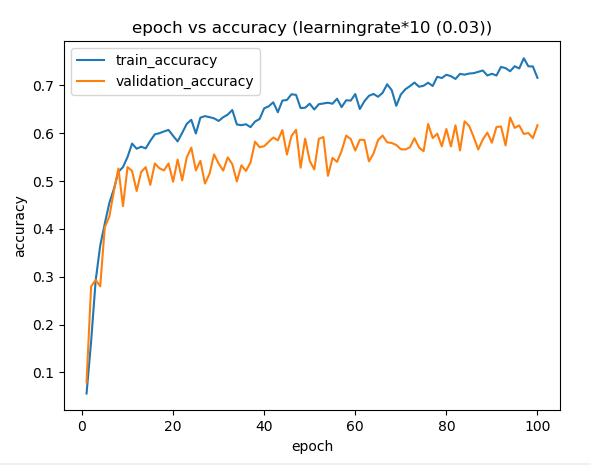 epoch vs accuracy (learningrate*10 (0.03))
train_accuracy
validation_accuracy
0.7
0.6
0.5
0.4
0.3
0.2
0.1
accuracy
0 20 40 60 80 100
epoch